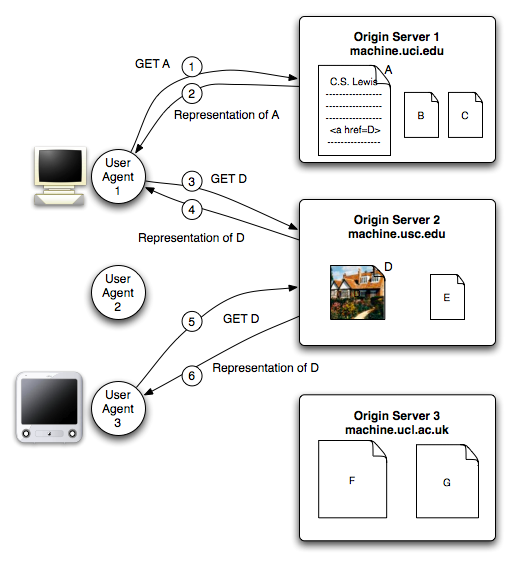 Origin Server 1
machine.uci.edu
GET A
1
A
C.S. Lewis
2
-----------------
-----------------
Representation of A
-----------------
B
C
<a href=D>
----------------
User
Agent
1
3
GET D
4
Origin Server 2
machine.usc.edu
Representation of D
D
User
Agent
2
E
5
GET D
6
Representation of D
User
Agent
3
Origin Server 3
machine.ucl.ac.uk
F
G